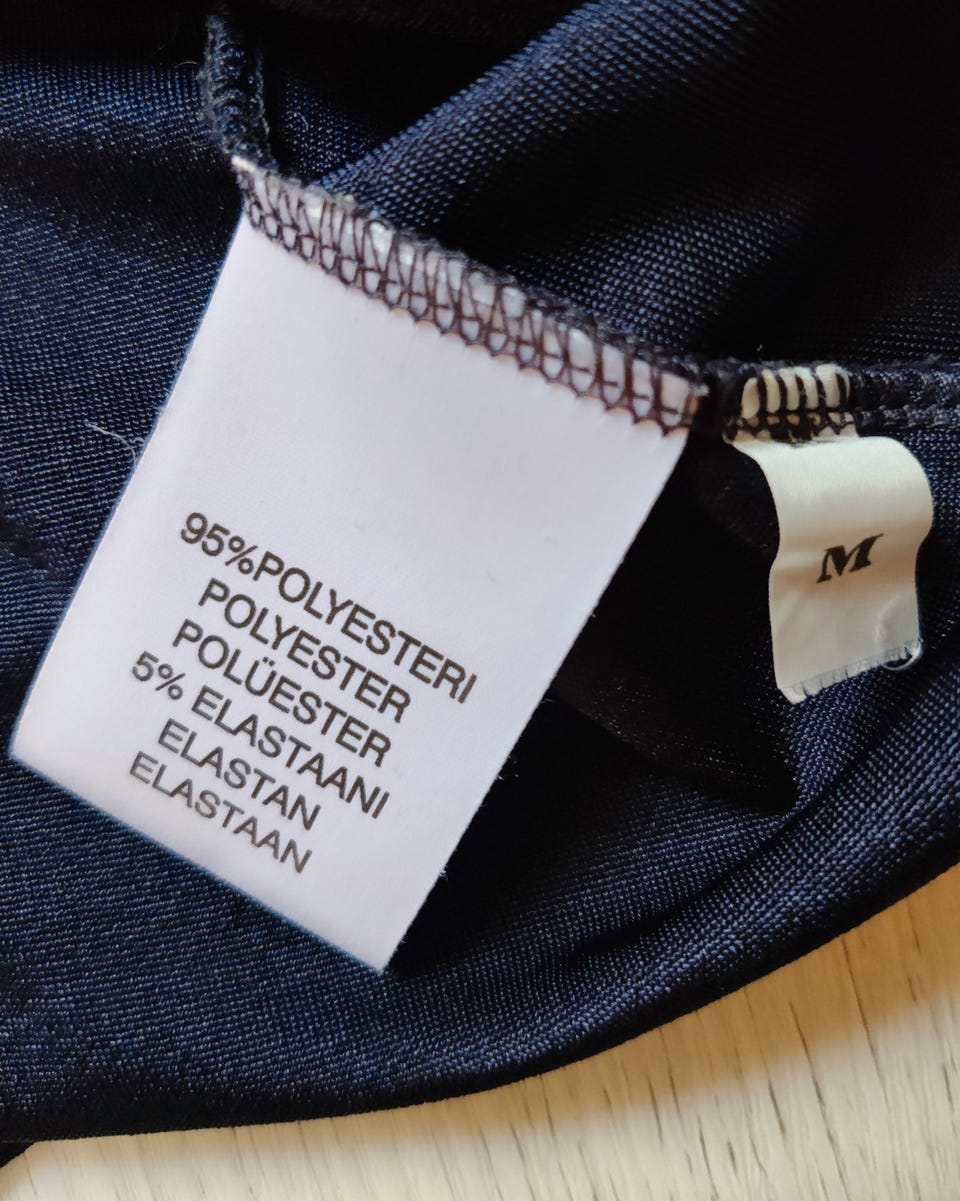 95%POLYESTERI
POLYESTER
POLÜESTER
5% ELASTAANI
ELASTAN
ELASTAAN
M